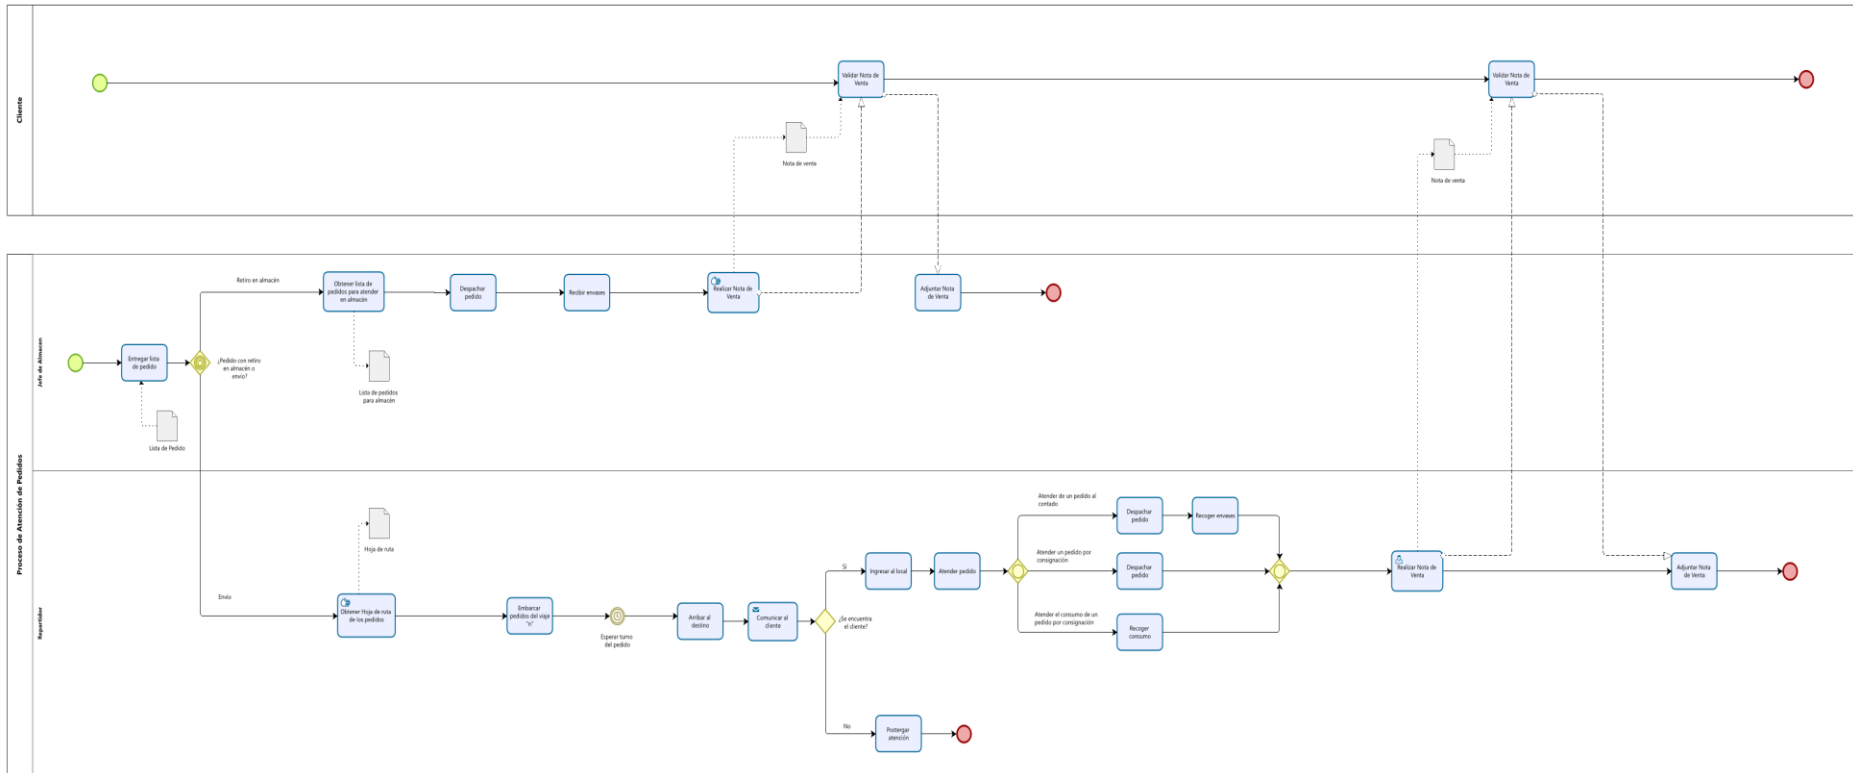 Cliente
Validar Nota de
Venta
Nota de venta
Validar Nota de
Venta
Nota de venta
Proceso de Atención de Pedidos
Jefe de Almacen
Entregar lista
de pedido
Lista de Pedido
¿Pedido con retiro
en almacén o
envío?
Retiro en almacén
Obtener lista de
pedidos para atender
en almacén
Lista de pedidos
para almacén
Despachar
pedido
Recibir envases
Realizar Nota de
Venta
Adjuntar Nota
de Venta
Repartidor
Envío
Hoja de ruta
Obtener Hoja de ruta
de los pedidos
Embarcar
pedidos del viaje
"n"
Esperar turno
del pedido
Arribar al
destino
Comunicar al
cliente
¿Se encuentra
el cliente?
Si
Ingresar al local
Atender pedido
Atender de un pedido al
contado
Despachar
pedido
Recoger envases
Atender un pedido por
consignación
Despachar
pedido
Atender el consumo de un
pedido por consignación
Recoger
consumo
Realizar Nota de
Venta
Adjuntar Nota
de Venta
No
Postergar
atención